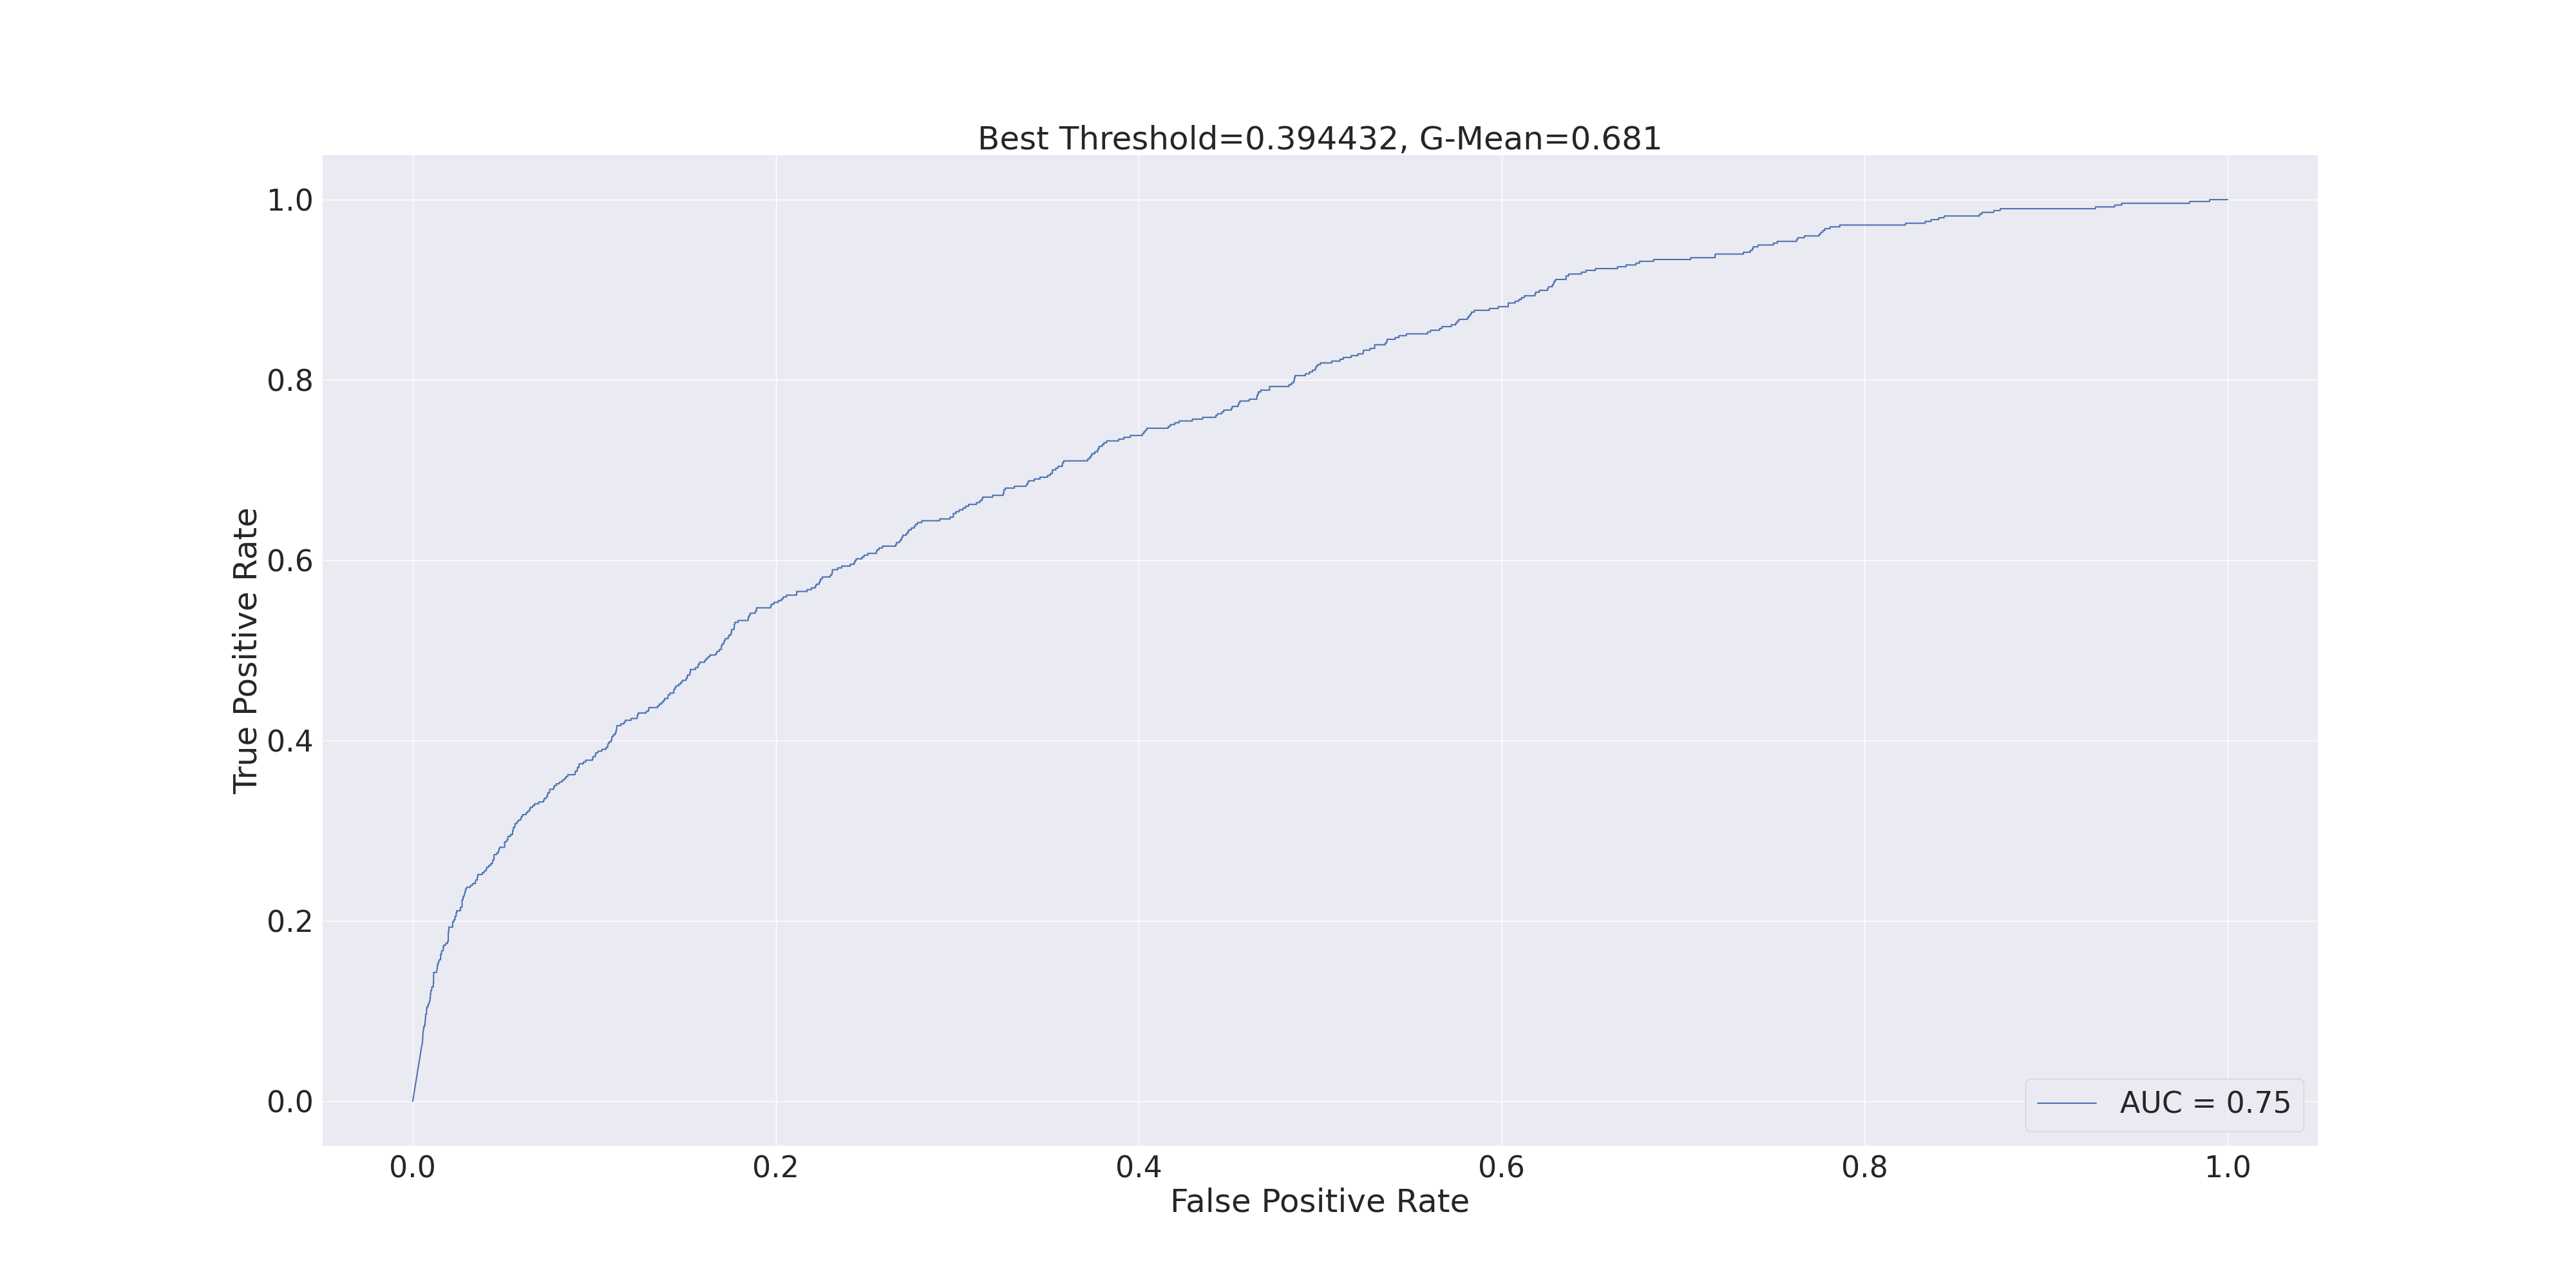 Best Threshold=0.394432, G-Mean=0.681
True Positive Rate
1.0
0.8
0.6
0.4
0.2
0.0
AUC = 0.75
0.0 0.2 0.4 0.6 0.8 1.0
False Positive Rate